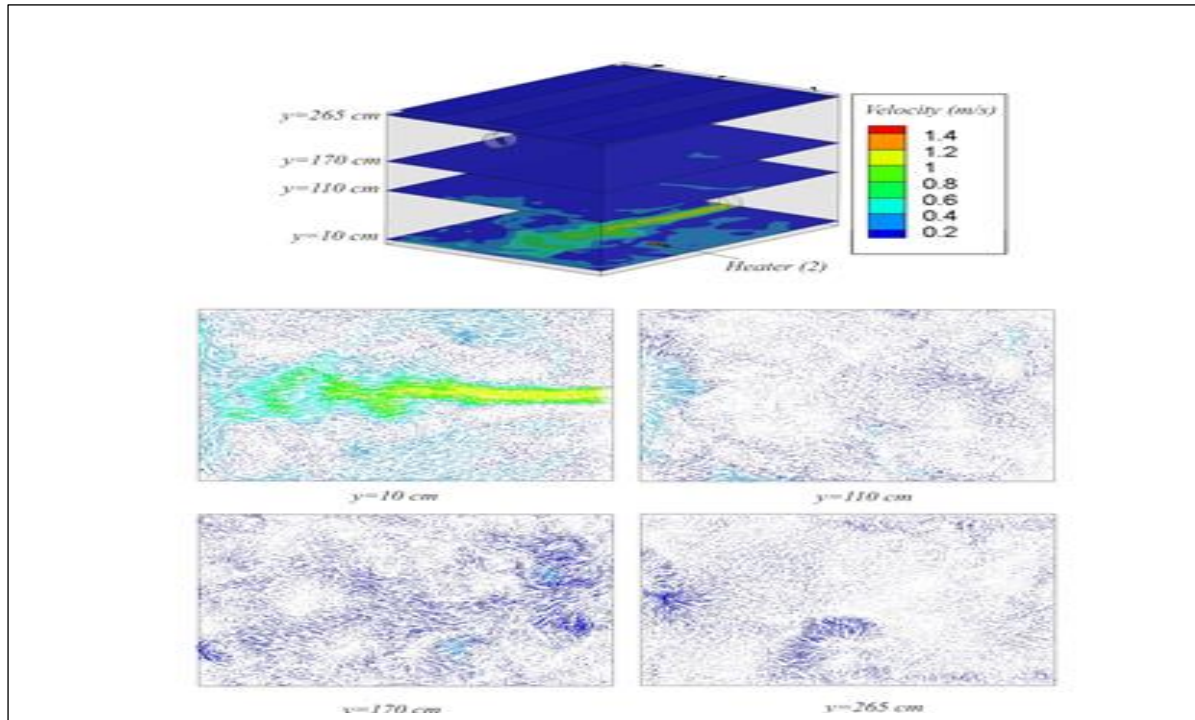 y=265 cm
y=170 cm
y=110 cm
y=10 cm
Heater (2)
Velocity (m/s)
1.4
1.2
1
0.8
0.6
0.4
0.2
y=10 cm
y=110 cm
y=170 cm
y=265 cm